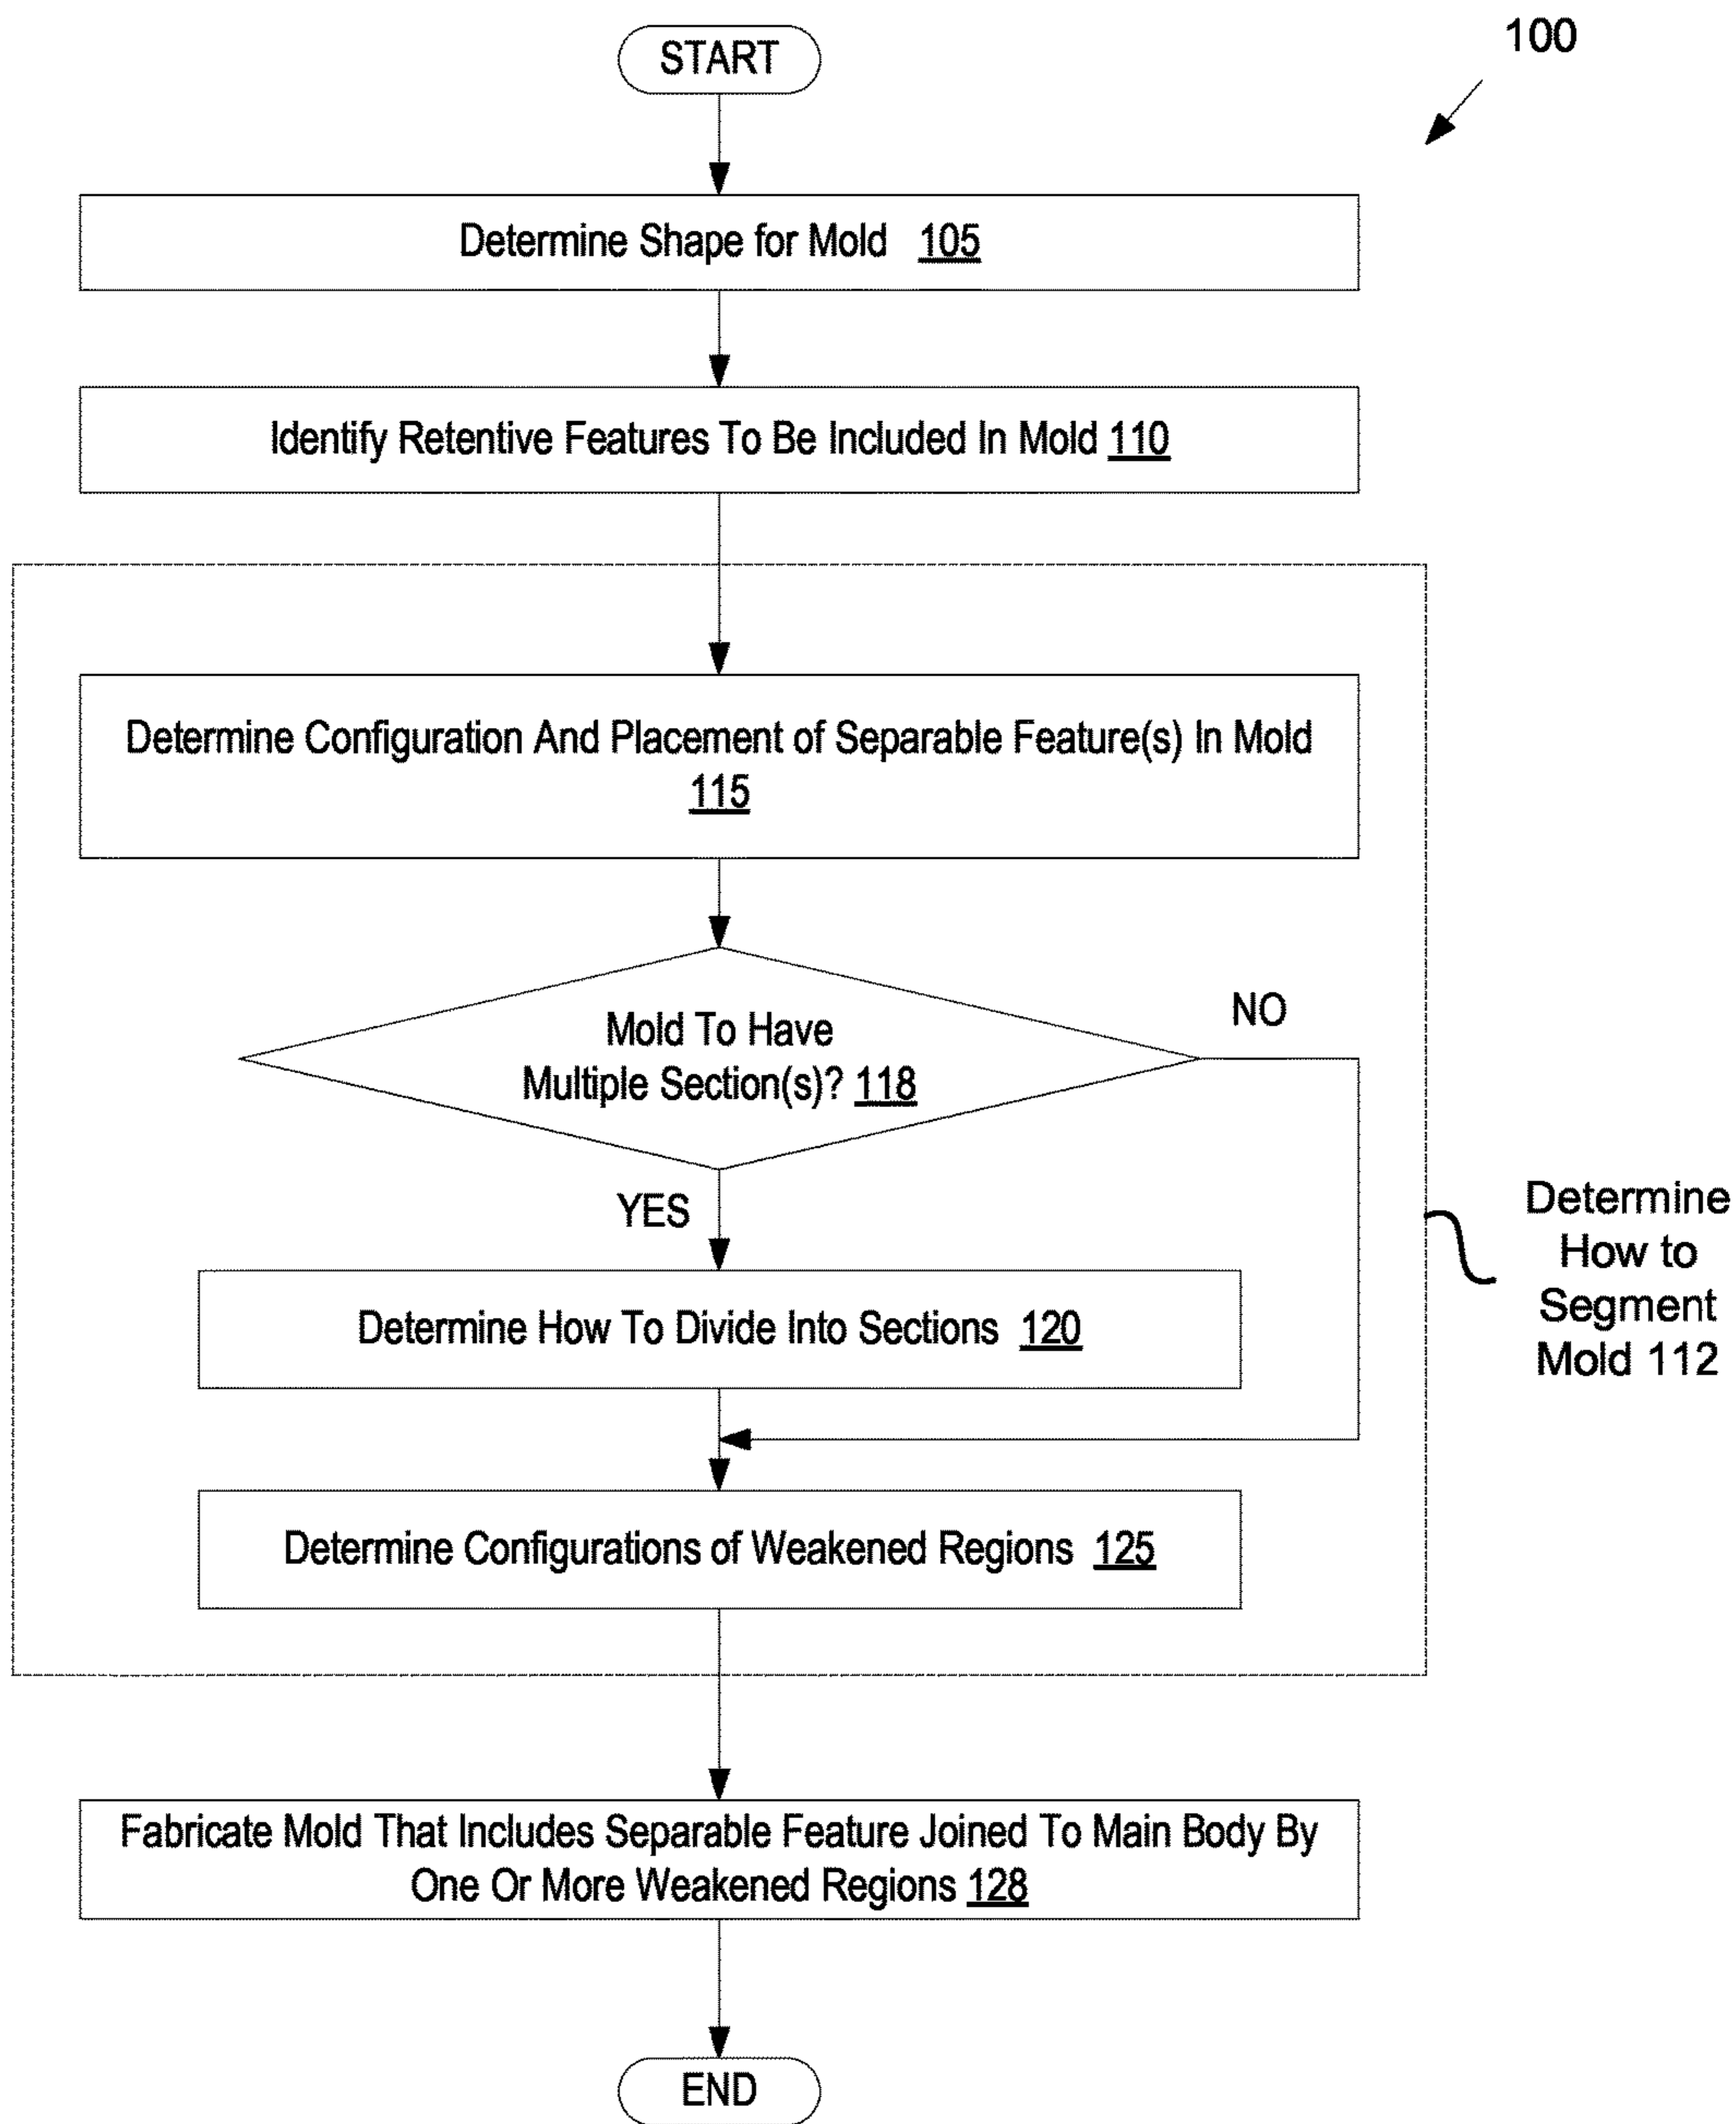 100
START
Determine Shape for Mold 105
Identify Retentive Features To Be Included In Mold 110
Determine Configuration And Placement of Separable Feature(s) In Mold
115
Mold To Have
Multiple Section(s)? 118
NO
YES
Determine How To Divide Into Sections 120
Determine
How to
Segment
Mold 112
Determine Configurations of Weakened Regions 125
Fabricate Mold That Includes Separable Feature Joined To Main Body By
One Or More Weakened Regions 128
END